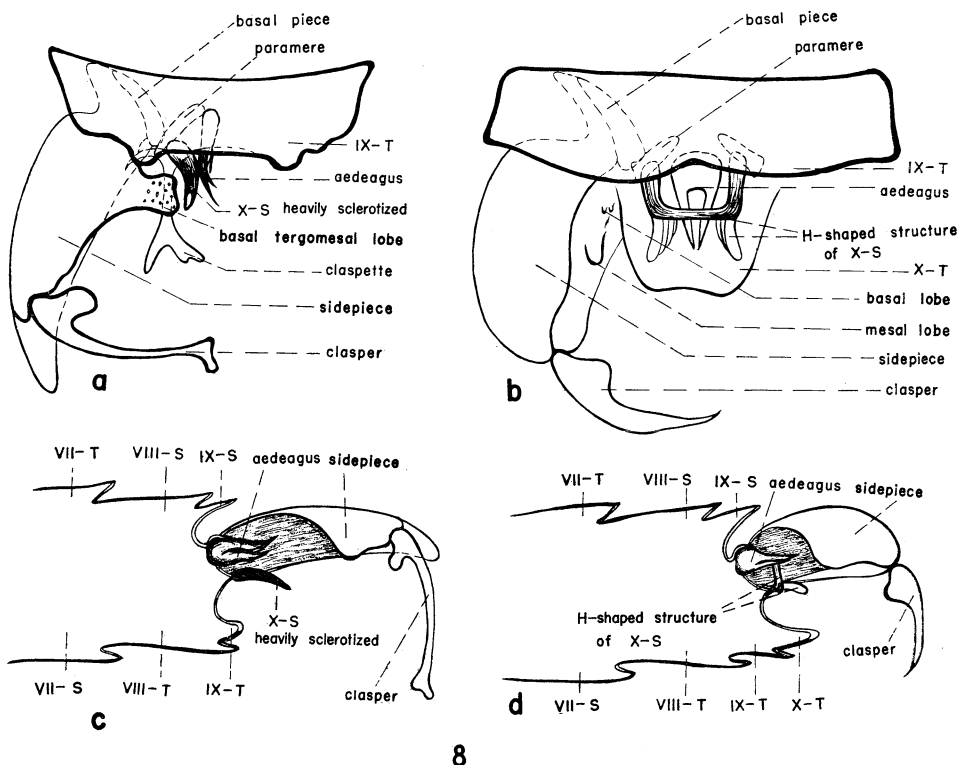 basal piece
paramere
IX-T
aedeagus
X-S heavily sclerotized
basal tergomesal lobe
claspette
sidepiece
clasper
a
basal piece
paramere
IX-T
aedeagus
H-shaped structure
of X-S
X-T
basal lobe
mesal lobe
sidepiece
clasper
b
VII-T VIII-S IX-S
aedeagus sidepiece
X-S
heavily sclerotized
clasper
VII-S VIII-T IX-T
c
VII-T VIII-S IX-S
aedeagus sidepiece
H-shaped structure
of X-S
clasper
VII-S VIII-T IX-T X-T
d
8